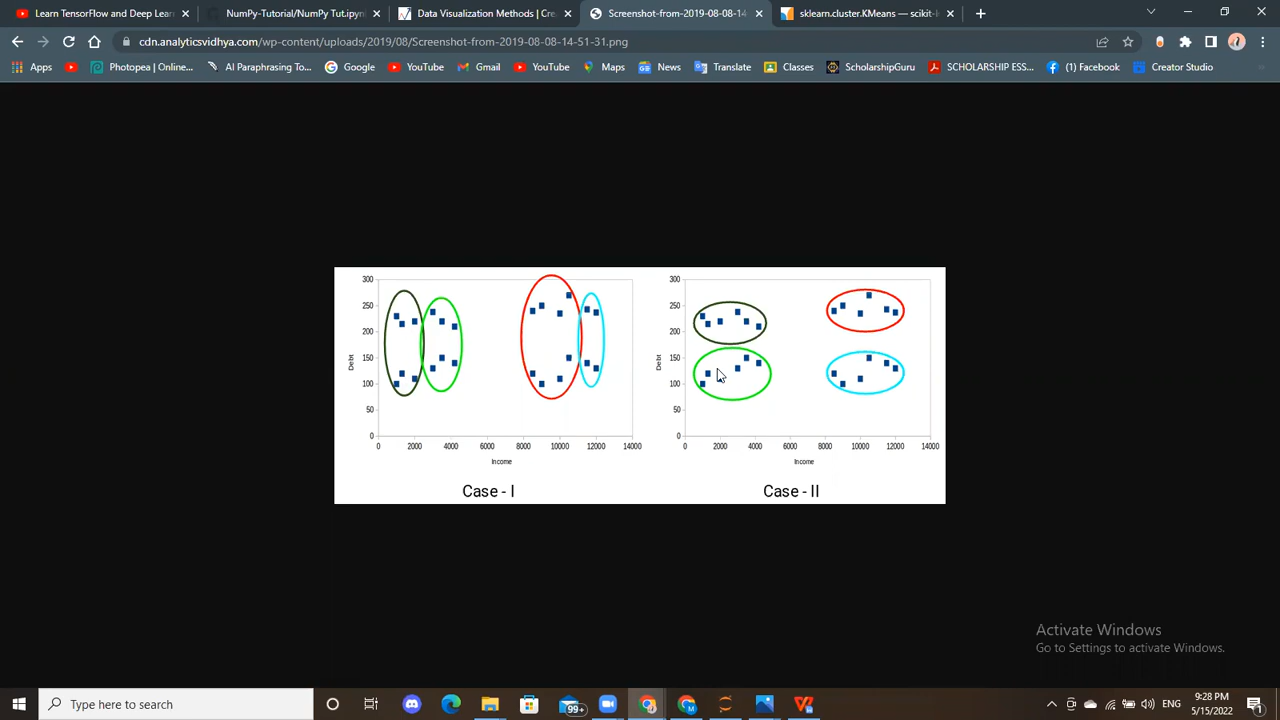 Learn TensorFlow and Deep Lear
NumPy-Tutorial/NumPy Tut.ipynb
Data Visualization Methods | Cre
Screenshot-from-2019-08-08-14
sklearn.cluster.KMeans — scikit-l
cdn.analyticsvidhya.com/wp-content/uploads/2019/08/Screenshot-from-2019-08-08-14-51-31.png
Apps
Photopea | Online...
AI Paraphrasing To...
Google
YouTube
Gmail
YouTube
Maps
News
Translate
Classes
ScholarshipGuru
SCHOLARSHIP ESS...
(1) Facebook
Creator Studio
300
250
200
150
100
50
0
Debt
0 2000 4000 6000 8000 10000 12000 14000
Income
Case - I
300
250
200
150
100
50
0
Debt
0 2000 4000 6000 8000 10000 12000 14000
Income
Case - II
Activate Windows
Go to Settings to activate Windows.
Type here to search
99+
M
ENG
9:28 PM
5/15/2022